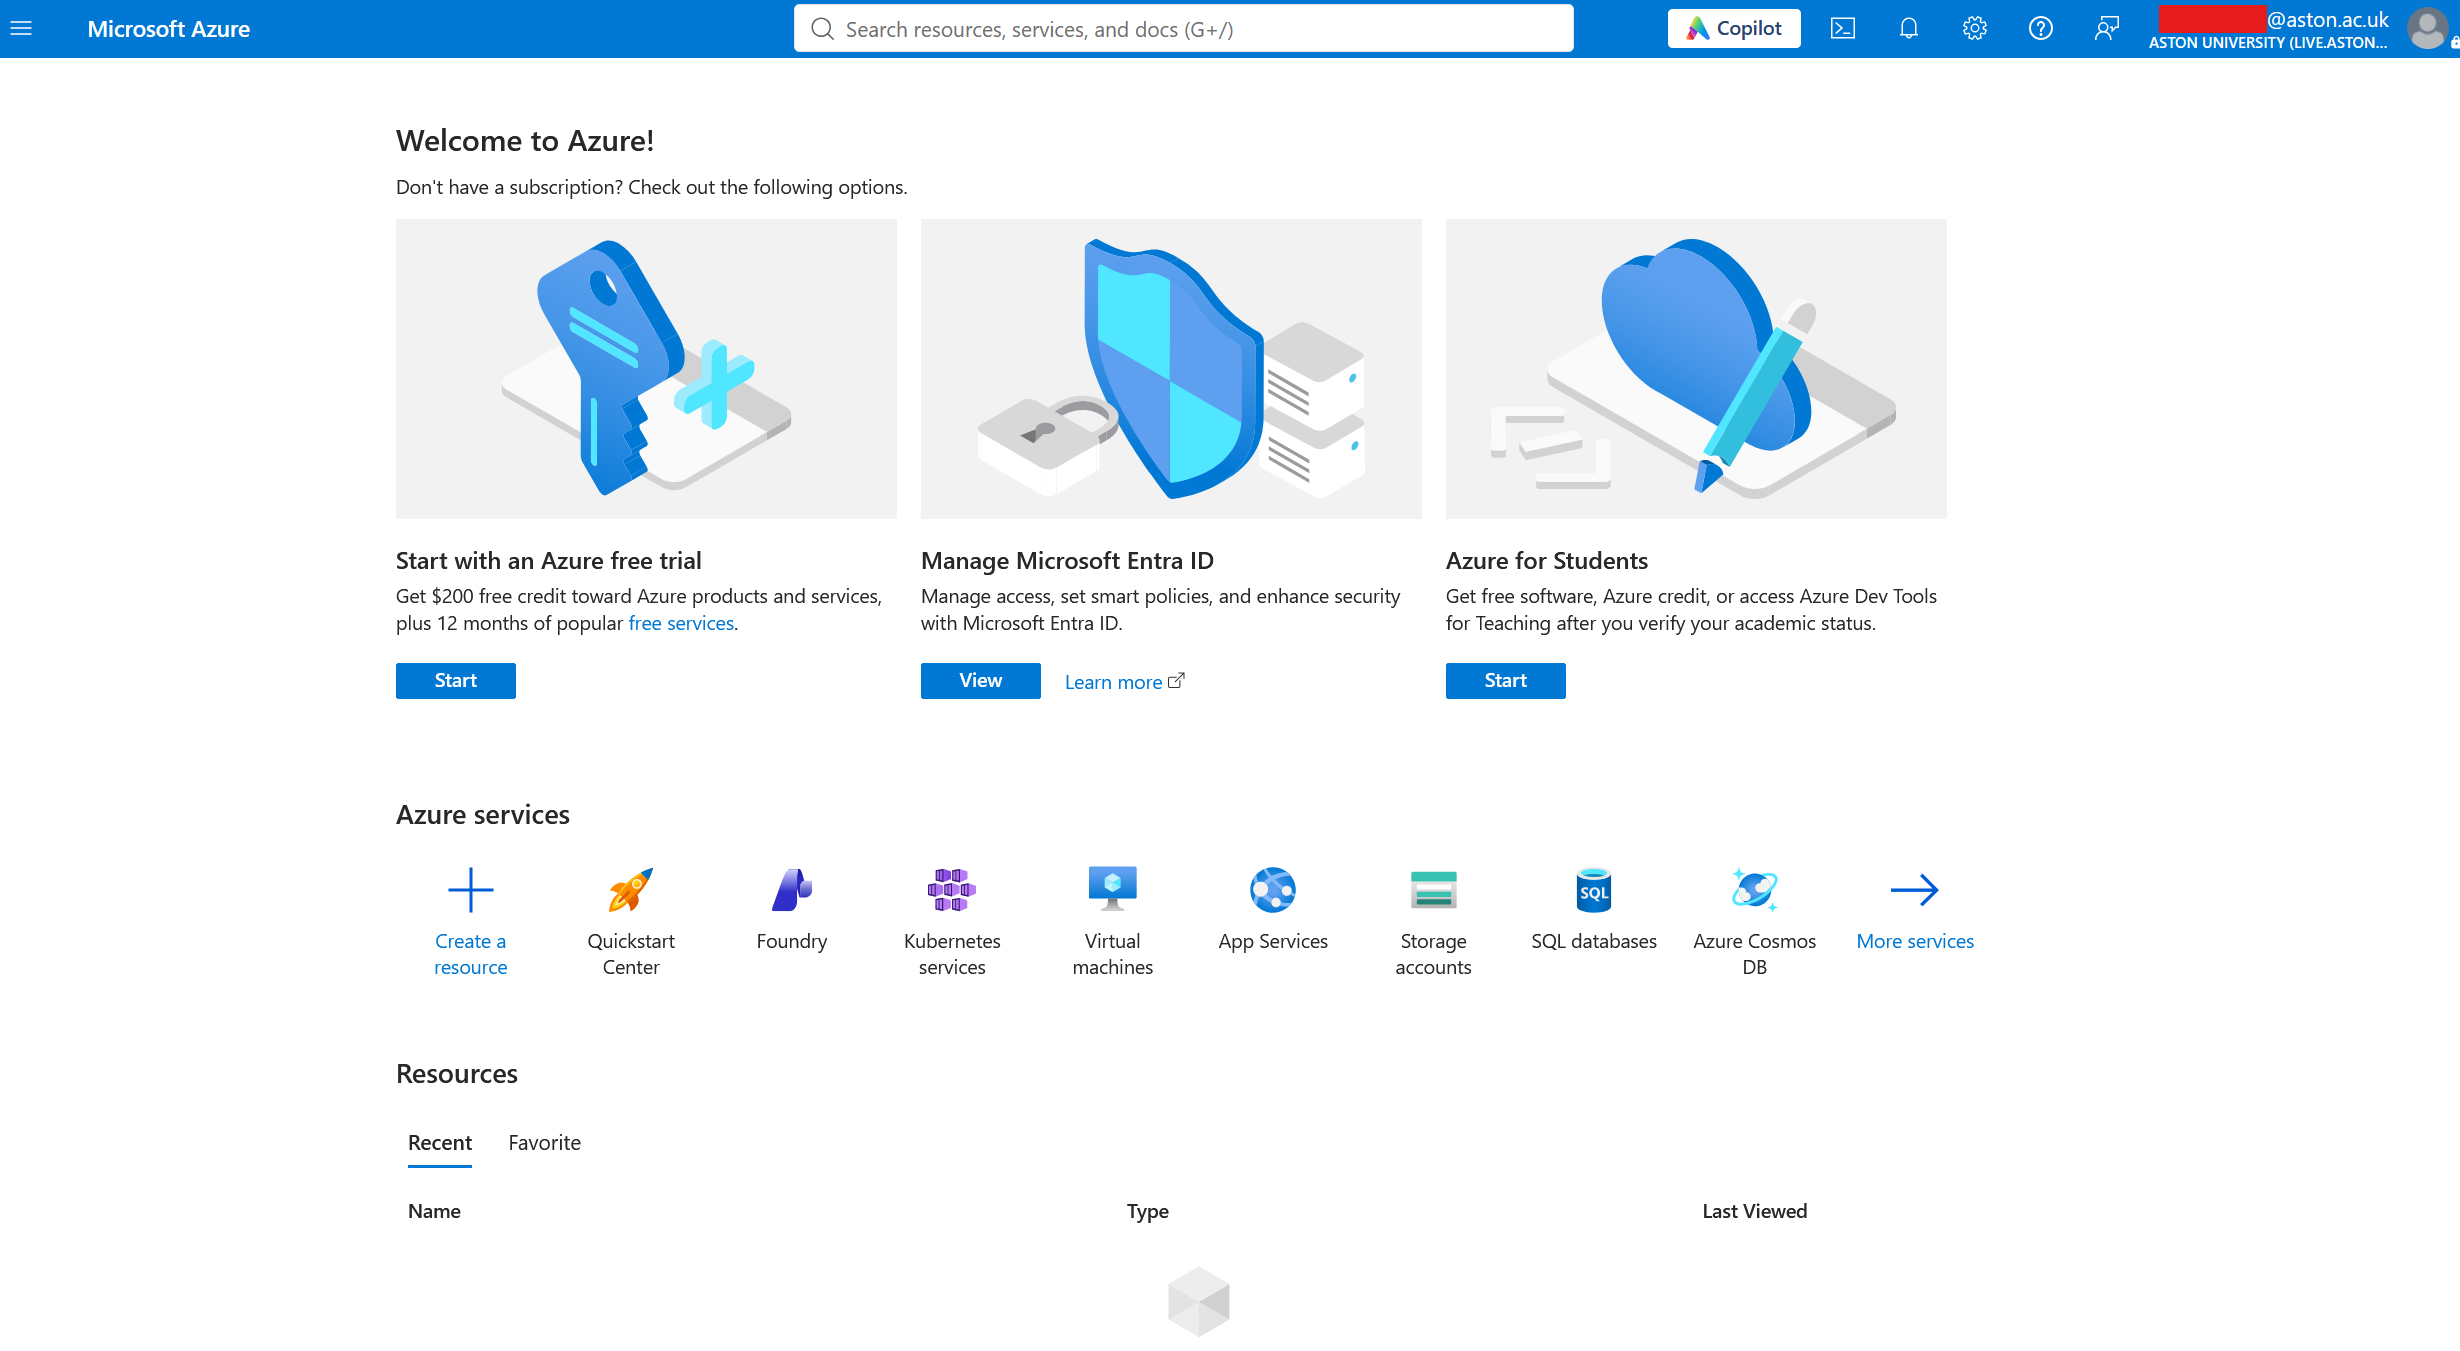 Microsoft Azure
Search resources, services, and docs (G+/)
Copilot
@aston.ac.uk
ASTON UNIVERSITY (LIVE.ASTON...
Welcome to Azure!
Don't have a subscription? Check out the following options.
Start with an Azure free trial
Get $200 free credit toward Azure products and services,
plus 12 months of popular free services.
Start
Manage Microsoft Entra ID
Manage access, set smart policies, and enhance security
with Microsoft Entra ID.
View
Learn more
Azure for Students
Get free software, Azure credit, or access Azure Dev Tools
for Teaching after you verify your academic status.
Start
Azure services
Create a
resource
Quickstart
Center
Foundry
Kubernetes
services
Virtual
machines
App Services
Storage
accounts
SQL
SQL databases
Azure Cosmos
DB
More services
Resources
Recent
Favorite
Name
Type
Last Viewed